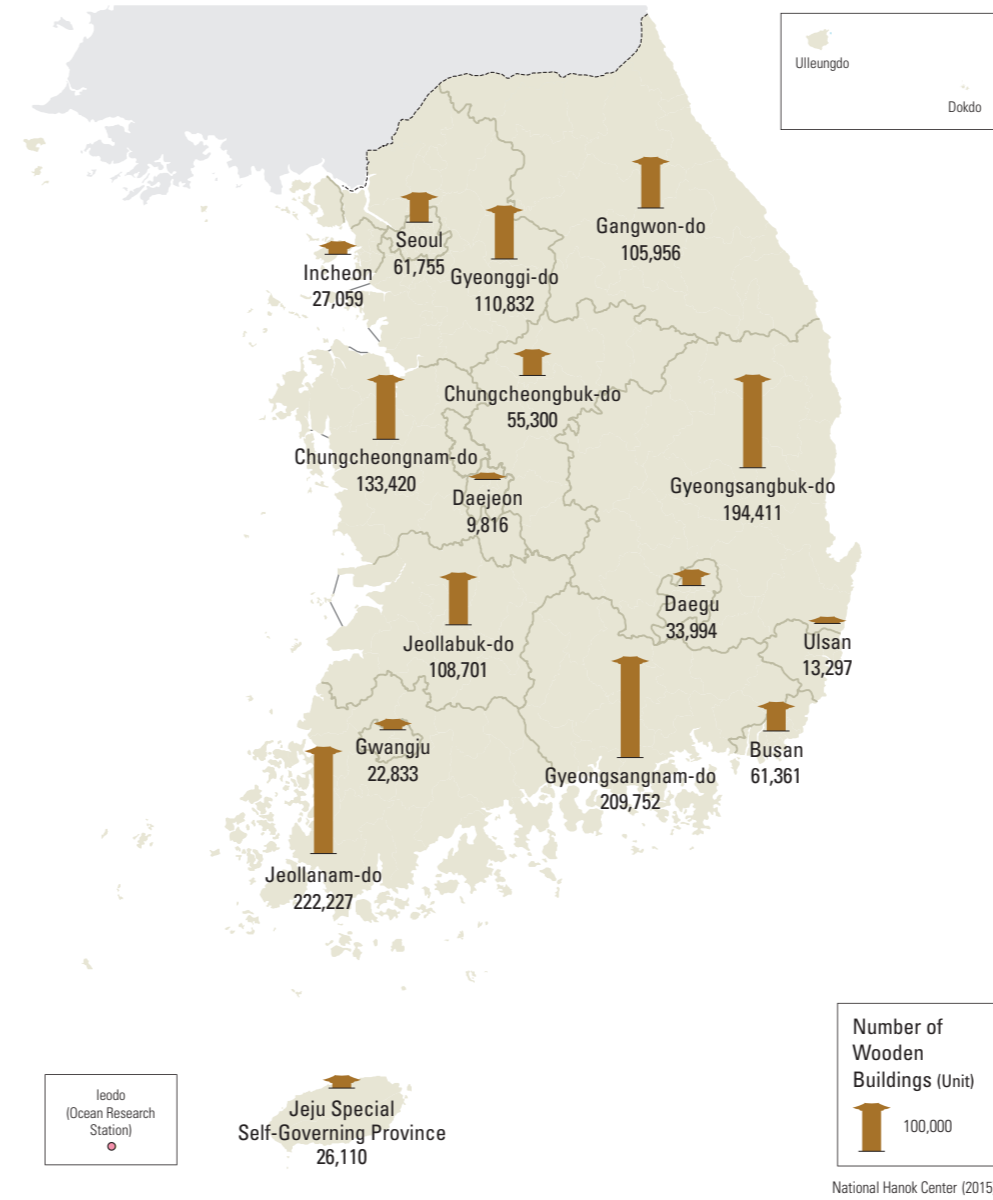 Ulleungdo
Dokdo
Gangwon-do
105,956
Seoul
61,755
Incheon
27,059
Gyeonggi-do
110,832
Chungcheongbuk-do
55,300
Chungcheongnam-do
133,420
Daejeon
9,816
Gyeongsangbuk-do
194,411
Daegu
33,994
Ulsan
13,297
Jeollabuk-do
108,701
Gwangju
22,833
Busan
61,361
Gyeongsangnam-do
209,752
Jeollanam-do
222,227
Ieodo
(Ocean Research
Station)
Jeju Special
Self-Governing Province
26,110
Number of
Wooden
Buildings (Unit)
100,000
National Hanok Center (2015